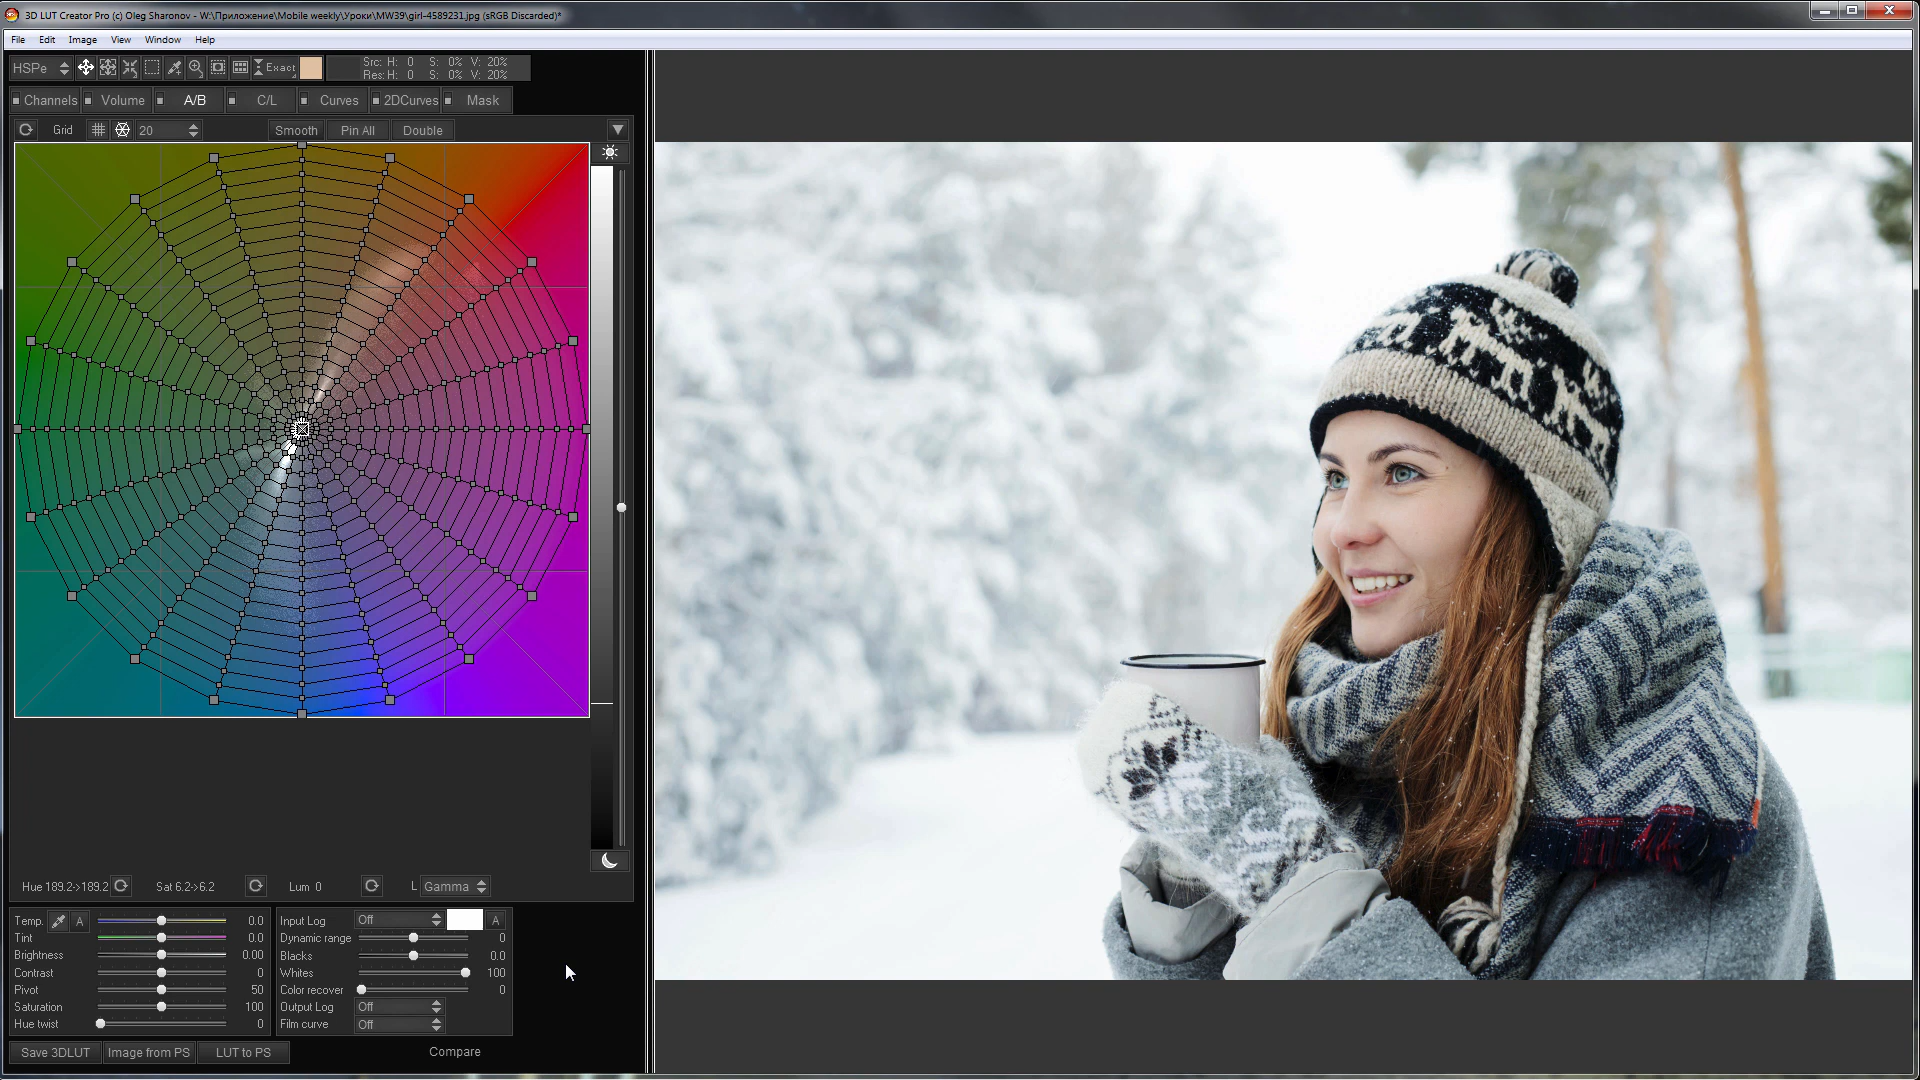 3D LUT Creator Pro (c) Oleg Sharonov - W:\Приложение\Mobile weekly\Уроки\MW39\girl-4589231.jpg (sRGB Discarded)*
File Edit Image View Window Help
HSPe Exact Src: H: 0 S: 0% V: 20%
Res: H: 0 S: 0% V: 20%
Channels Volume A/B C/L Curves 2DCurves Mask
Grid 20 Smooth Pin All Double
Hue 189.2->189.2 Sat 6.2->6.2 Lum 0 L Gamma
Temp. A 0.0 Input Log Off A
Tint 0.0 Dynamic range 0
Brightness 0.00 Blacks 0.0
Contrast 0 Whites 100
Pivot 50 Color recover 0
Saturation 100 Output Log Off
Hue twist 0 Film curve Off
Save 3DLUT Image from PS LUT to PS Compare